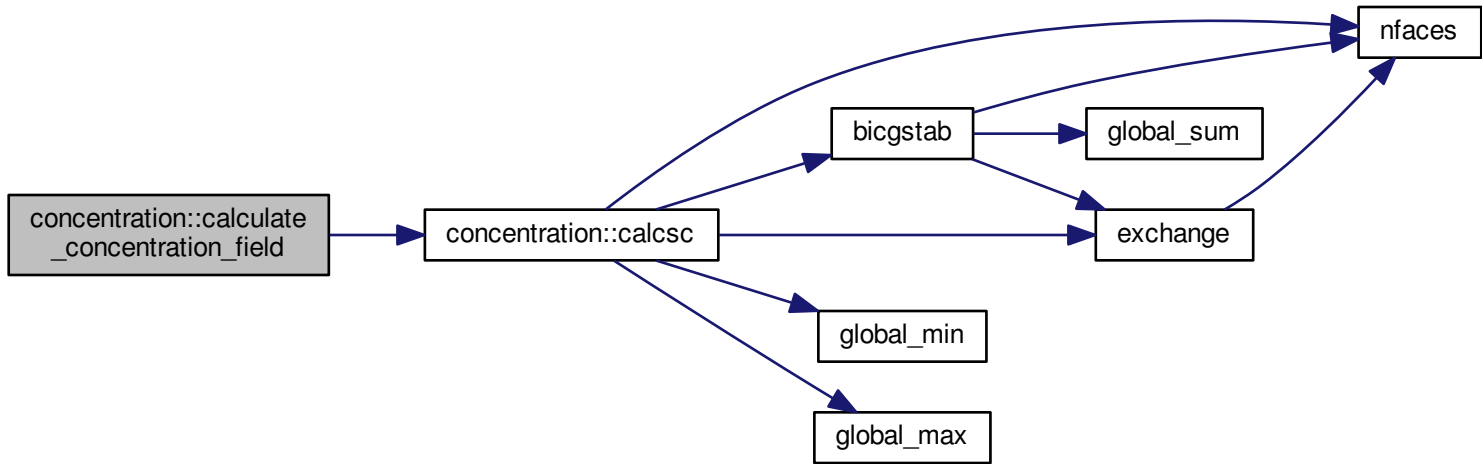 concentration::calculate
_concentration_field
concentration::calcsc
nfaces
bicgstab
global_sum
exchange
global_min
global_max